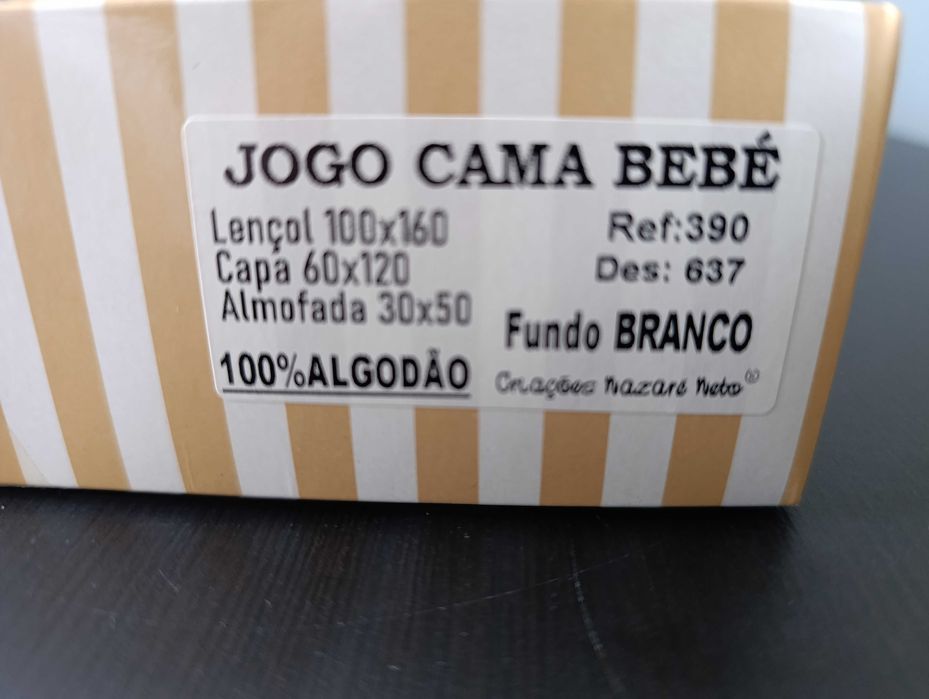 JOGO CAMA BEBÉ
Lençol 100x160
Capa 60x120
Almofada 30x50
100%ALGODÃO
Ref:390
Des: 637
Fundo BRANCO
Criações Nazaré Neto®